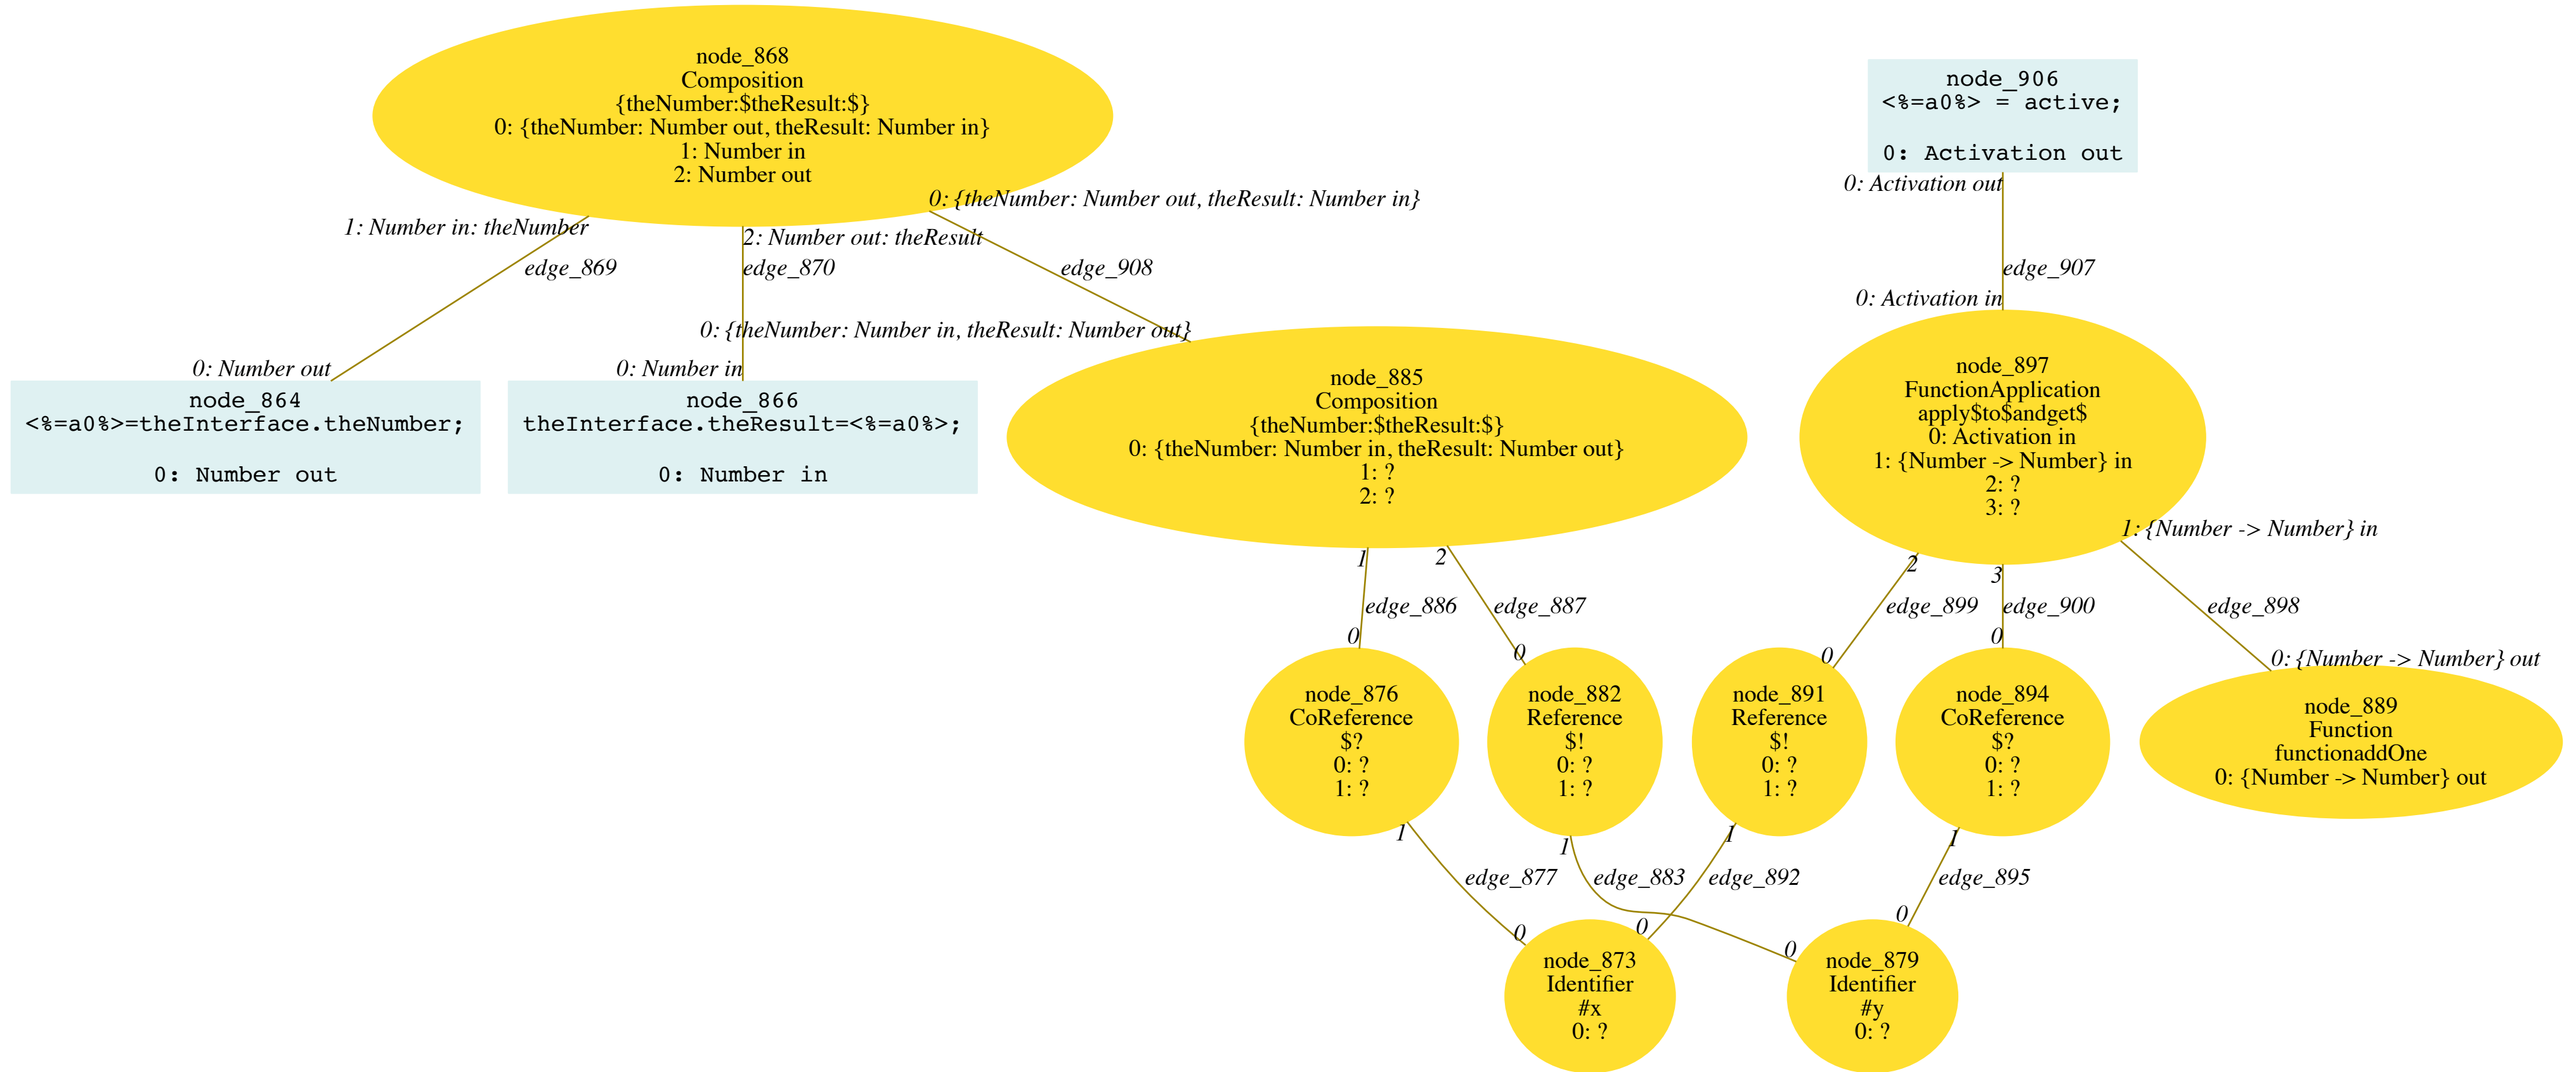 node_868
Composition
{theNumber:$theResult:$}
0: {theNumber: Number out, theResult: Number in}
1: Number in
2: Number out
node_906
<%=a0%> = active;
0: Activation out
0: Activation out
0: {theNumber: Number out, theResult: Number in}
1: Number in: theNumber
2: Number out: theResult
edge_869
edge_870
edge_908
edge_907
0: Activation in
0: {theNumber: Number in, theResult: Number out}
0: Number out
0: Number in
node_864
<%=a0%>=theInterface.theNumber;
0: Number out
node_866
theInterface.theResult=<%=a0%>;
0: Number in
node_885
Composition
{theNumber:$theResult:$}
0: {theNumber: Number in, theResult: Number out}
1: ?
2: ?
node_897
FunctionApplication
apply$to$andget$
0: Activation in
1: {Number -> Number} in
2: ?
3: ?
1: {Number -> Number} in
1
2
2
3
edge_886
edge_887
edge_899
edge_900
edge_898
0
0
0
0
0: {Number -> Number} out
node_876
CoReference
$?
0: ?
1: ?
node_882
Reference
$!
0: ?
1: ?
node_891
Reference
$!
0: ?
1: ?
node_894
CoReference
$?
0: ?
1: ?
node_889
Function
functionaddOne
0: {Number -> Number} out
1
1
1
1
edge_877
edge_883
edge_892
edge_895
0
0
0
0
node_873
Identifier
#x
0: ?
node_879
Identifier
#y
0: ?